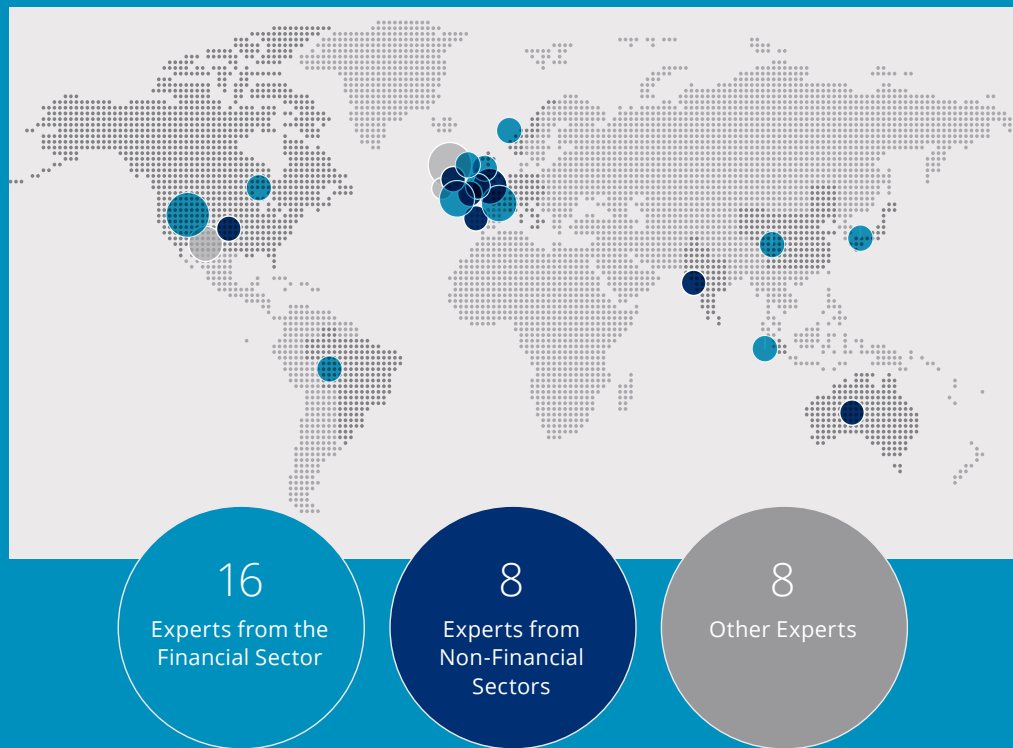 16
Experts from the
Financial Sector
8
Experts from
Non-Financial
Sectors
8
Other Experts